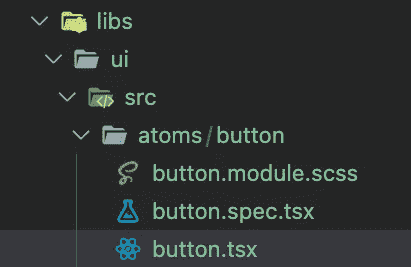 libs
ui
src
atoms/button
button.module.scss
button.spec.tsx
button.tsx